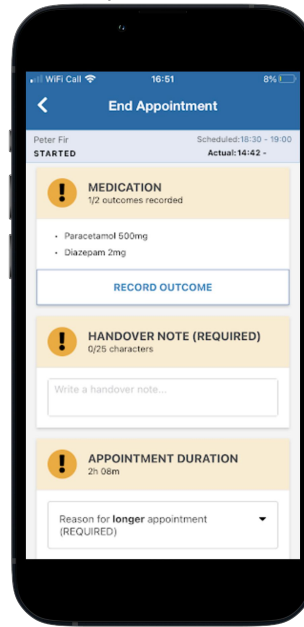 WiFi Call 16:51 8%
End Appointment
Peter Fir Scheduled:18:30 - 19:00
STARTED Actual:14:42 -
MEDICATION
1/2 outcomes recorded
• Paracetamol 500mg
• Diazepam 2mg
RECORD OUTCOME
HANDOVER NOTE (REQUIRED)
0/25 characters
Write a handover note...
APPOINTMENT DURATION
2h 08m
Reason for longer appointment
(REQUIRED)